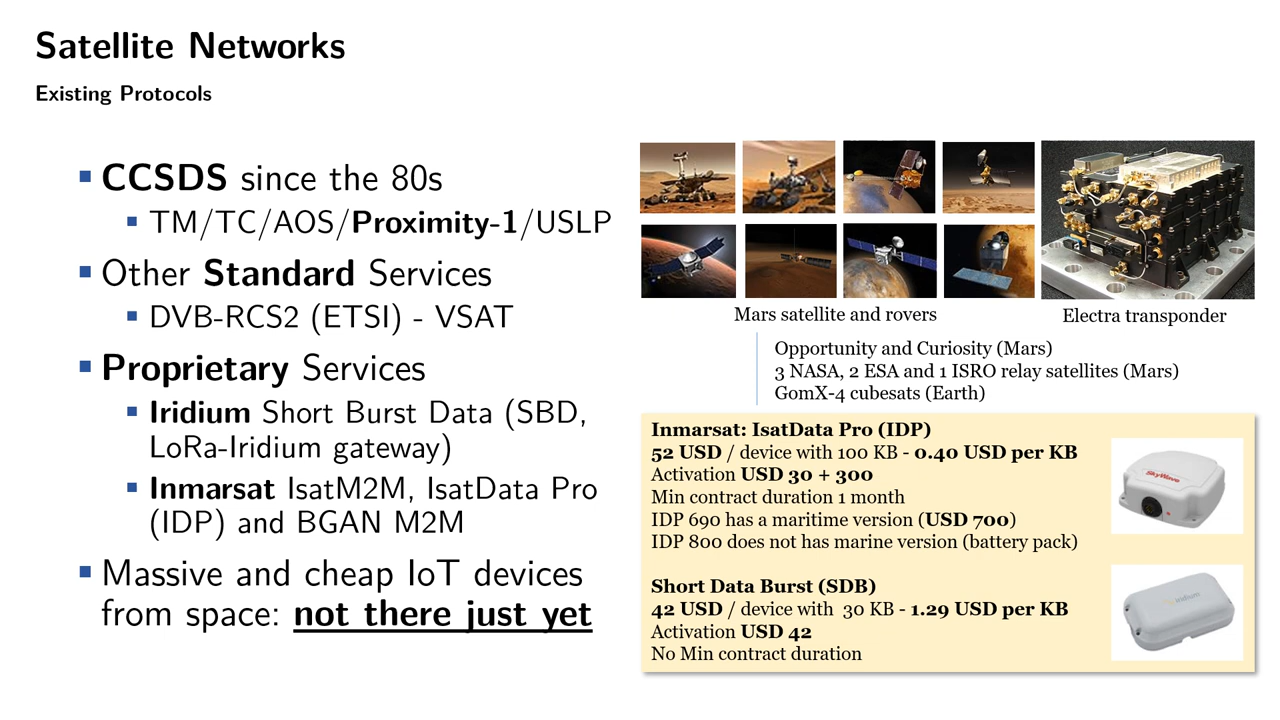 Satellite Networks
Existing Protocols
CCSDS since the 80s
TM/TC/AOS/Proximity-1/USLP
Other Standard Services
DVB-RCS2 (ETSI) - VSAT
Proprietary Services
Iridium Short Burst Data (SBD,
LoRa-Iridium gateway)
Inmarsat IsatM2M, IsatData Pro
(IDP) and BGAN M2M
Massive and cheap IoT devices
from space: not there just yet
Mars satellite and rovers
Electra transponder
Opportunity and Curiosity (Mars)
3 NASA, 2 ESA and 1 ISRO relay satellites (Mars)
GomX-4 cubesats (Earth)
Inmarsat: IsatData Pro (IDP)
52 USD / device with 100 KB - 0.40 USD per KB
Activation USD 30 + 300
Min contract duration 1 month
IDP 690 has a maritime version (USD 700)
IDP 800 does not has marine version (battery pack)
SkyWave
Short Data Burst (SDB)
42 USD / device with 30 KB - 1.29 USD per KB
Activation USD 42
No Min contract duration
iridium